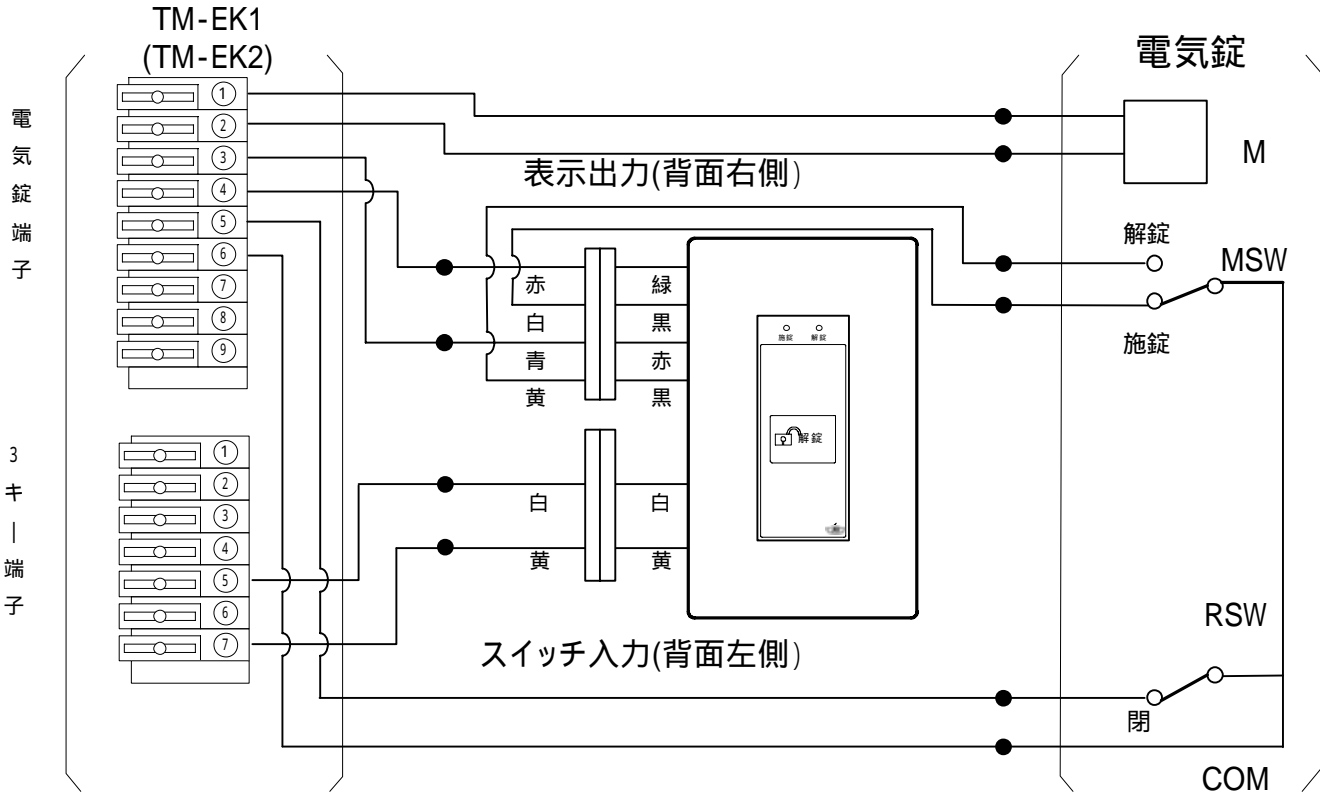 TM-EK1
(TM-EK2)
電気錠端子
①
②
③
④
⑤
⑥
⑦
⑧
⑨
3キー端子
①
②
③
④
⑤
⑥
⑦
表示出力(背面右側)
赤
白
青
黄
緑
黒
赤
黒
白
黄
白
黄
施錠 解錠
解錠
スイッチ入力(背面左側)
電気錠
M
解錠
MSW
施錠
RSW
閉
COM